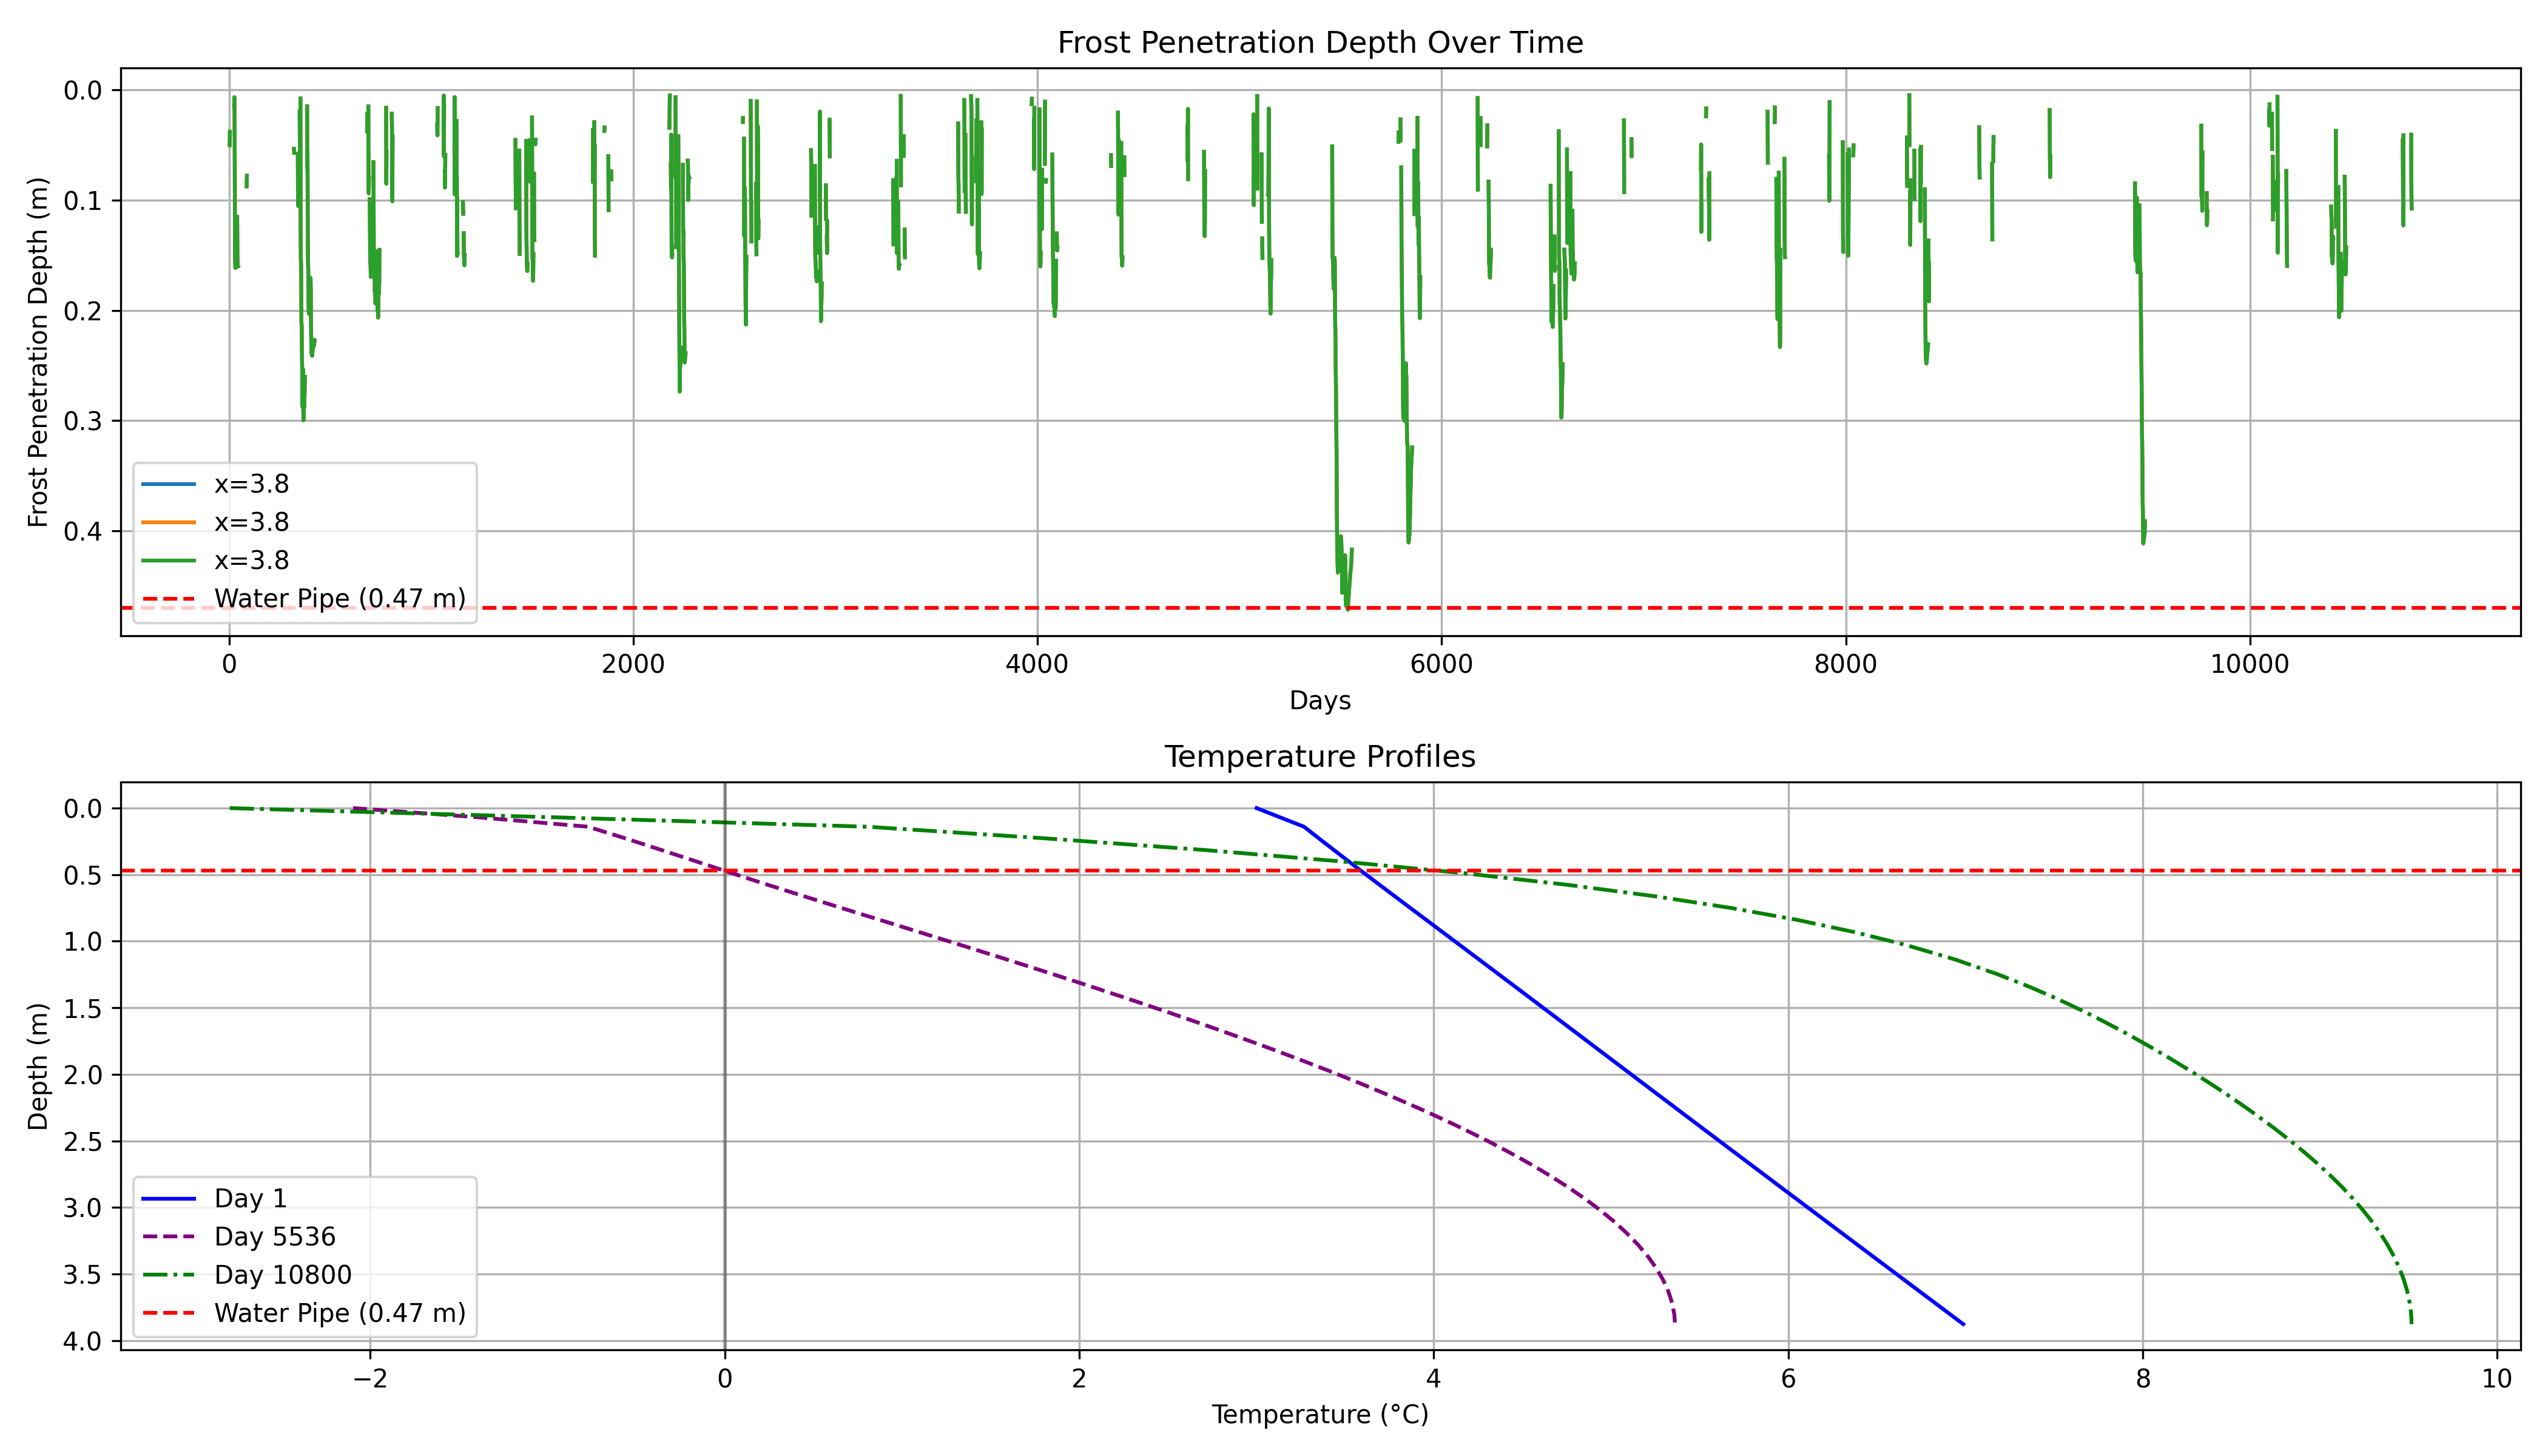 Frost Penetration Depth Over Time
Frost Penetration Depth (m)
0.0
0.1
0.2
0.3
0.4
x=3.8
x=3.8
x=3.8
Water Pipe (0.47 m)
0 2000 4000 6000 8000 10000
Days
Temperature Profiles
Depth (m)
0.0
0.5
1.0
1.5
2.0
2.5
3.0
3.5
4.0
Day 1
Day 5536
Day 10800
Water Pipe (0.47 m)
−2 0 2 4 6 8 10
Temperature (°C)